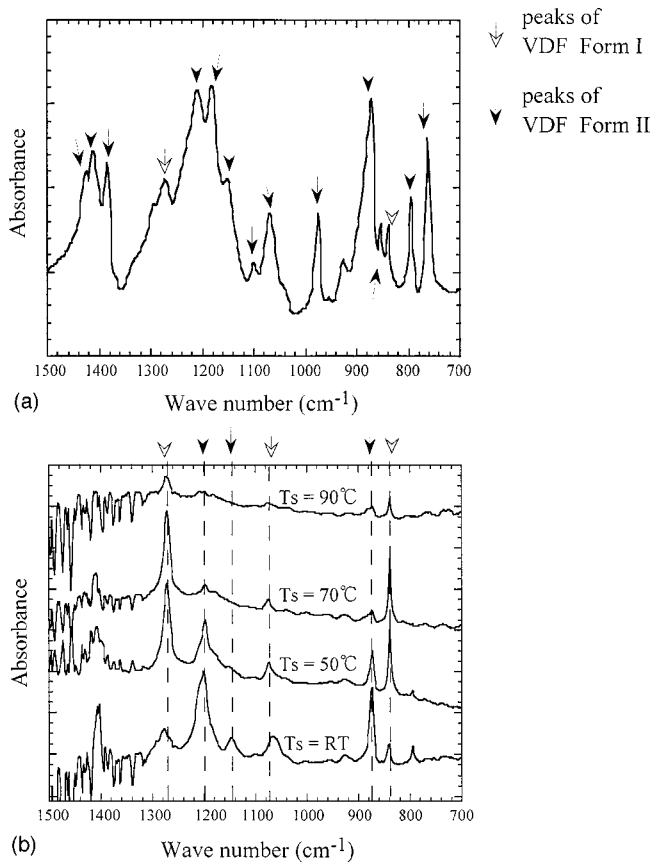 peaks of
VDF Form I
peaks of
VDF Form II
Absorbance
1500 1400 1300 1200 1100 1000 900 800 700
(a)
Wave number (cm-1)
Ts = 90℃
Ts = 70℃
Ts = 50℃
Ts = RT
Absorbance
1500 1400 1300 1200 1100 1000 900 800 700
(b)
Wave number (cm-1)